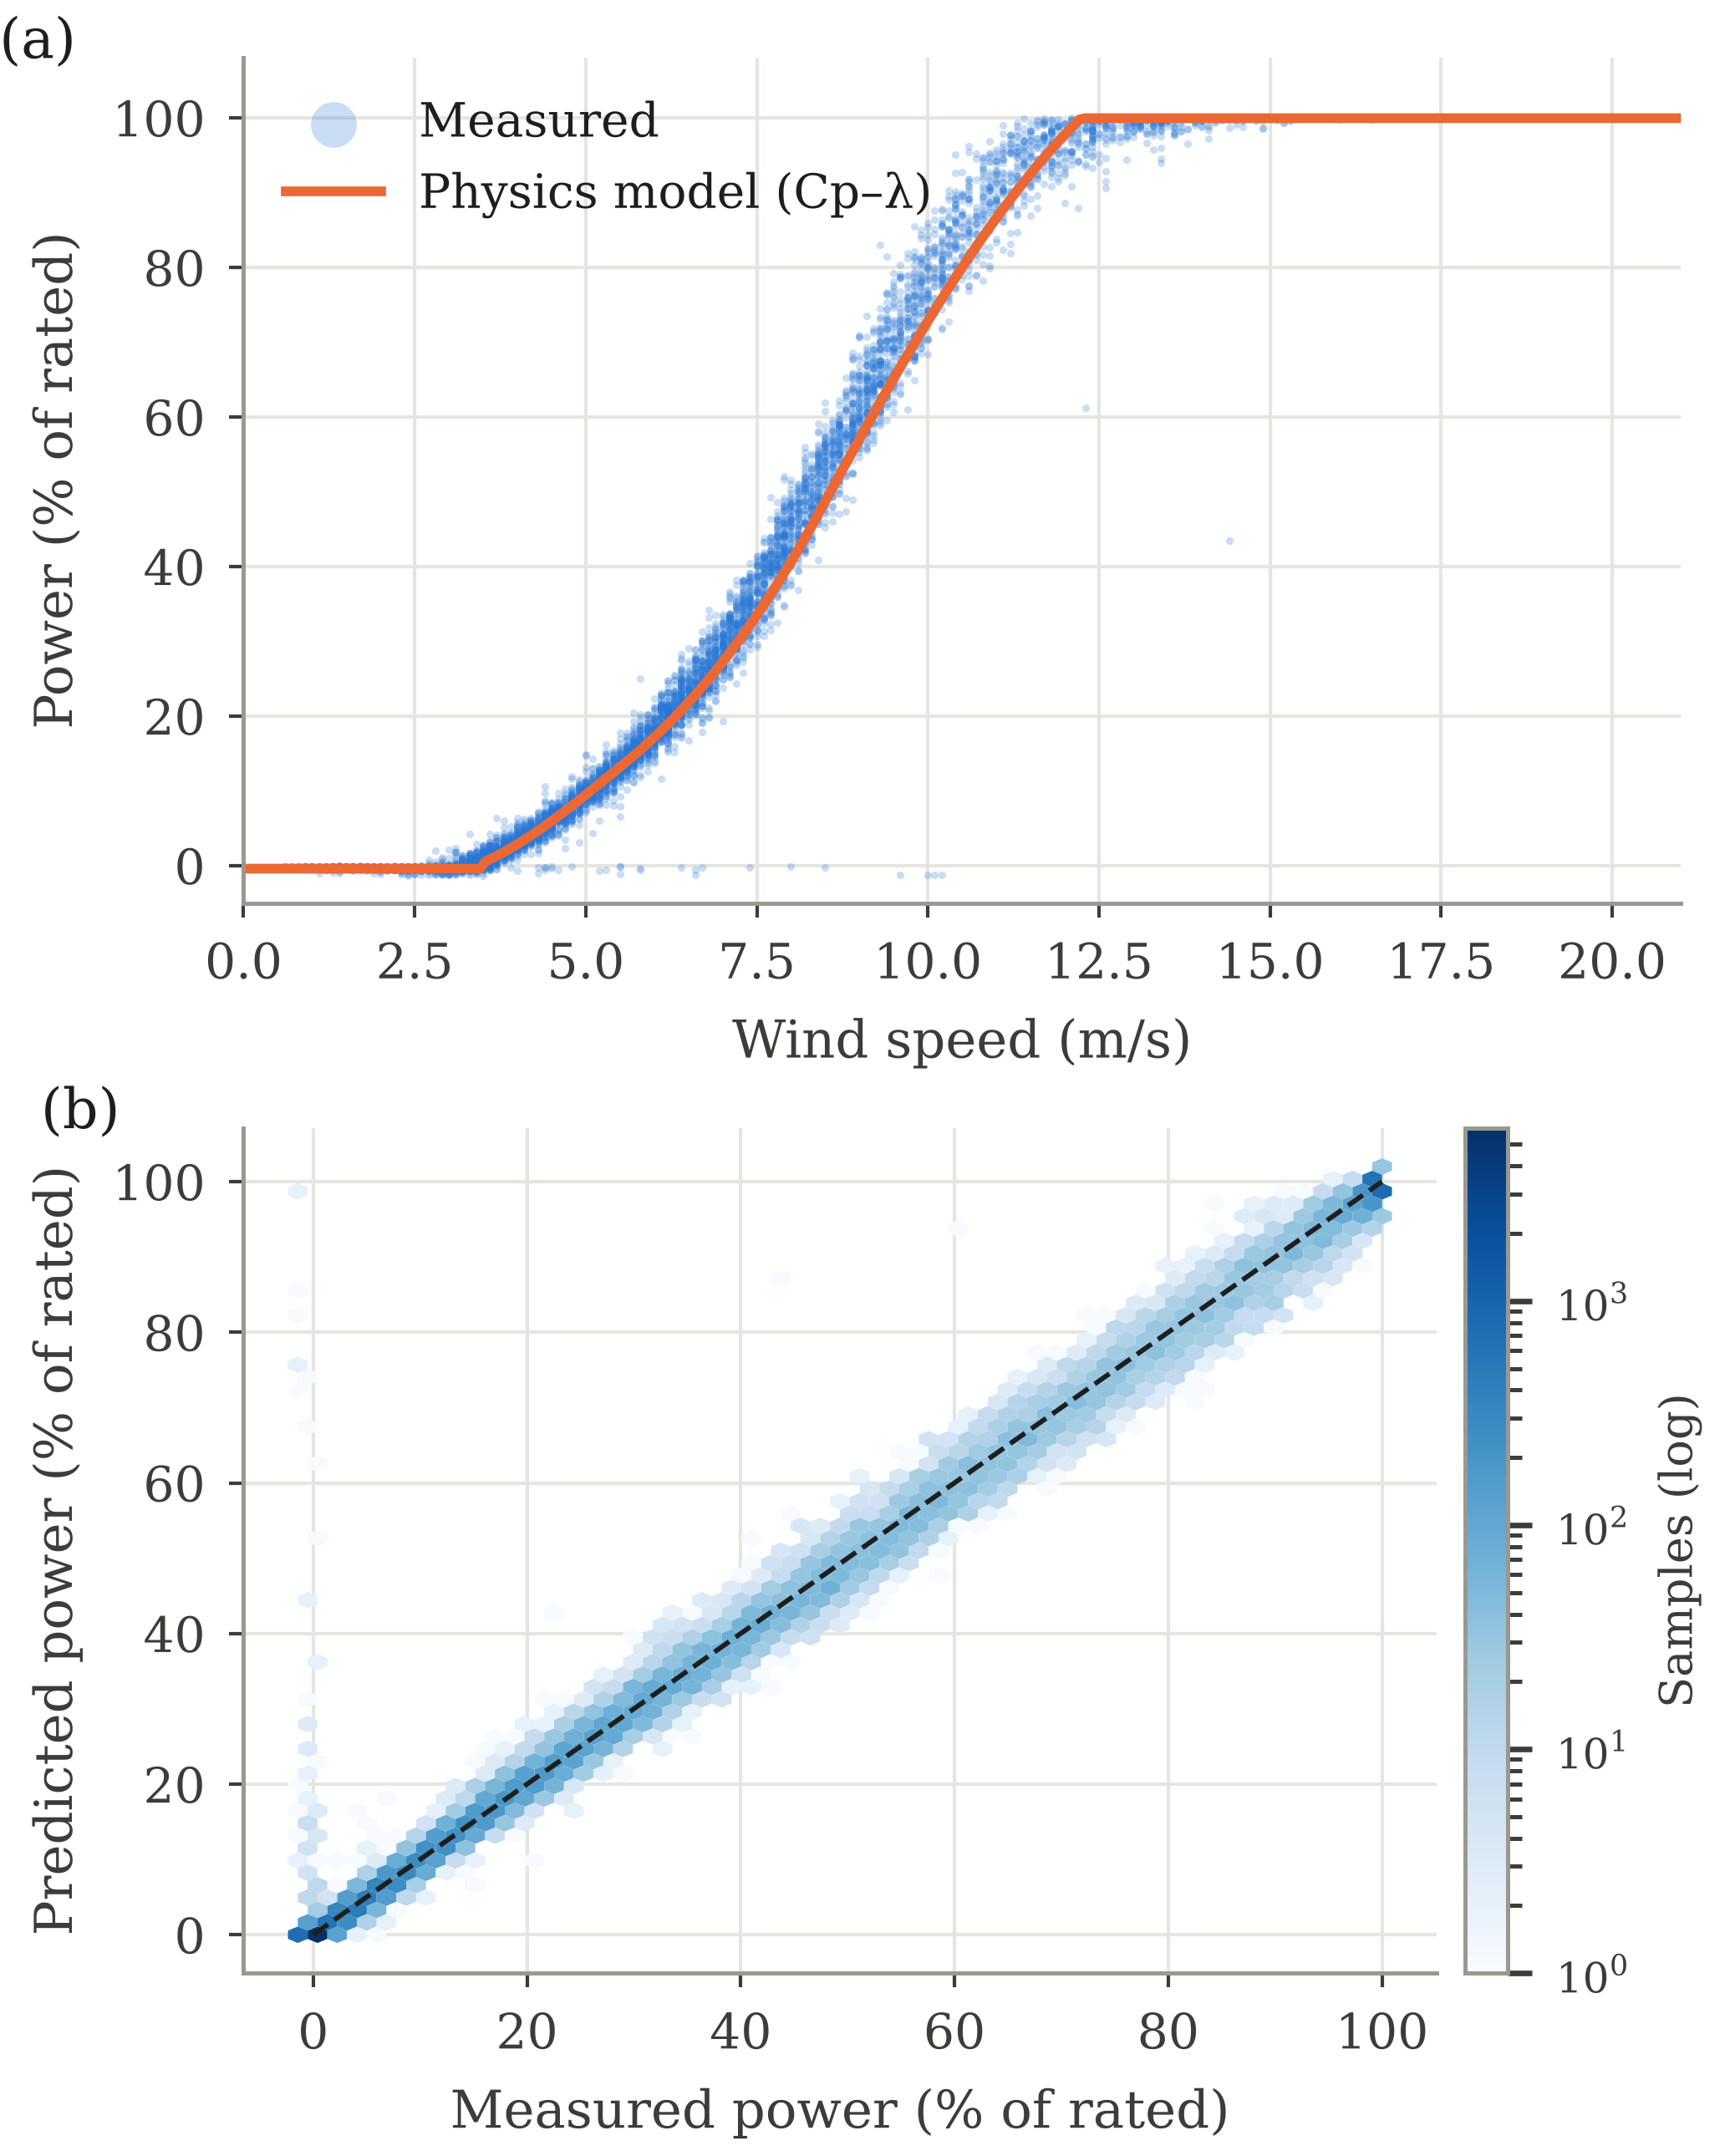 (a)
Measured
Physics model (Cp–λ)
Power (% of rated)
100
80
60
40
20
0
0.0 2.5 5.0 7.5 10.0 12.5 15.0 17.5 20.0
Wind speed (m/s)
(b)
Predicted power (% of rated)
100
80
60
40
20
0
0 20 40 60 80 100
Measured power (% of rated)
10³
10²
10¹
10⁰
Samples (log)